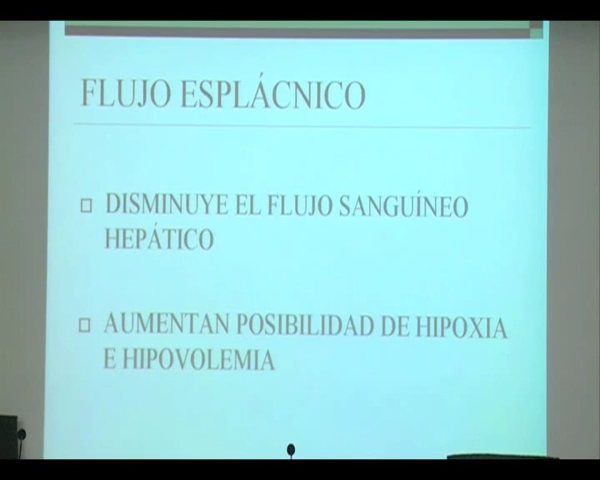 FLUJO ESPLÁCNICO
DISMINUYE EL FLUJO SANGUÍNEO
HEPÁTICO
AUMENTAN POSIBILIDAD DE HIPOXIA
E HIPOVOLEMIA